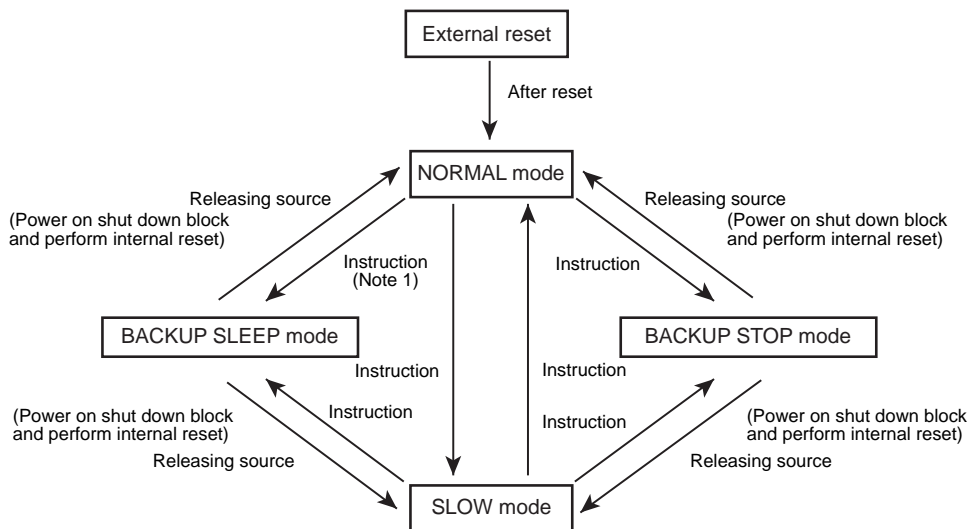 External reset
After reset
NORMAL mode
Releasing source
(Power on shut down block
and perform internal reset)
Releasing source
(Power on shut down block
and perform internal reset)
Instruction
(Note 1)
Instruction
BACKUP SLEEP mode
BACKUP STOP mode
Instruction
Instruction
(Power on shut down block
and perform internal reset)
Releasing source
Instruction
Instruction
(Power on shut down block
and perform internal reset)
Releasing source
SLOW mode